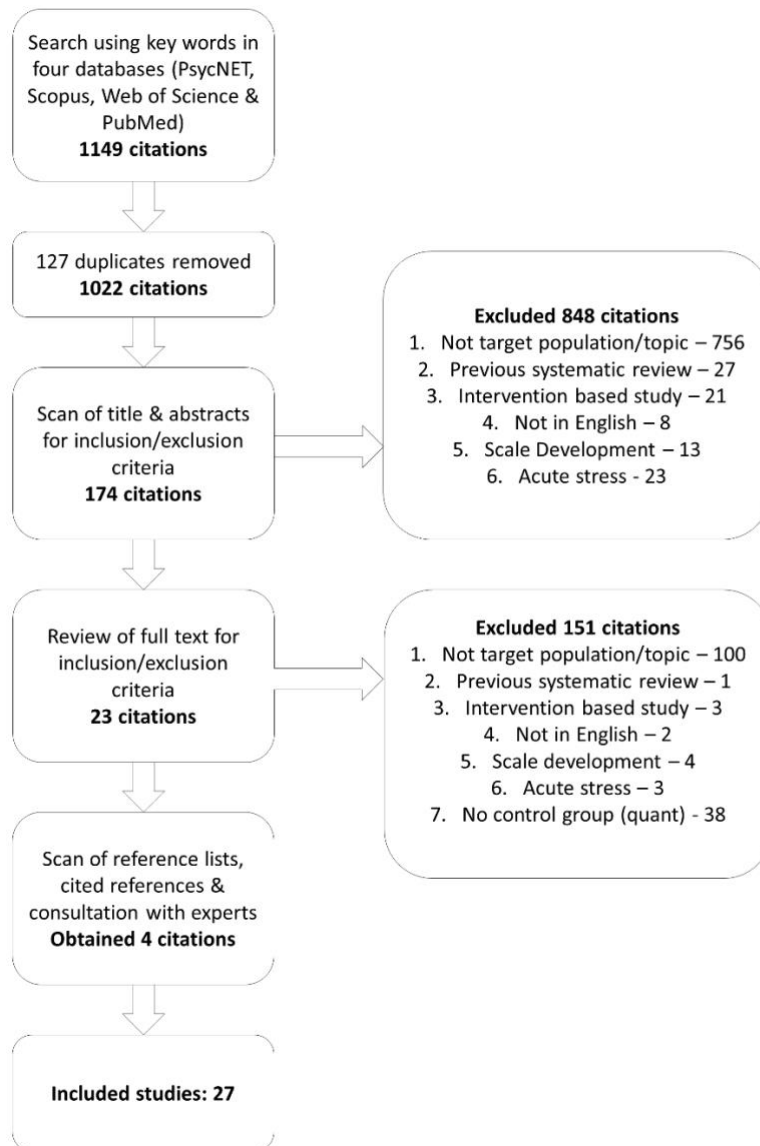 Search using key words in
four databases (PsycNET,
Scopus, Web of Science &
PubMed)
1149 citations
127 duplicates removed
1022 citations
Excluded 848 citations
1. Not target population/topic – 756
2. Previous systematic review – 27
3. Intervention based study – 21
4. Not in English – 8
5. Scale Development – 13
6. Acute stress - 23
Scan of title & abstracts
for inclusion/exclusion
criteria
174 citations
Review of full text for
inclusion/exclusion
criteria
23 citations
Excluded 151 citations
1. Not target population/topic – 100
2. Previous systematic review – 1
3. Intervention based study – 3
4. Not in English – 2
5. Scale development – 4
6. Acute stress – 3
7. No control group (quant) - 38
Scan of reference lists,
cited references &
consultation with experts
Obtained 4 citations
Included studies: 27